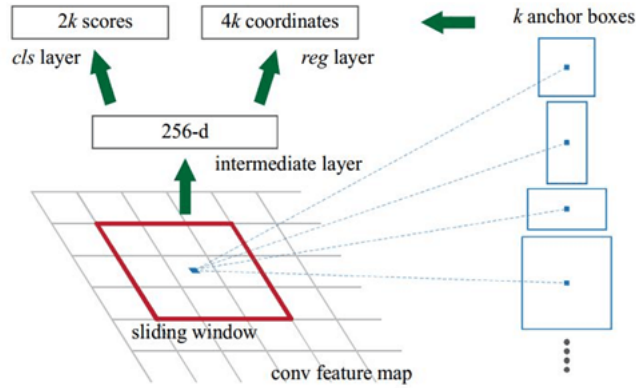 2k scores
4k coordinates
k anchor boxes
cls layer
reg layer
256-d
intermediate layer
sliding window
conv feature map